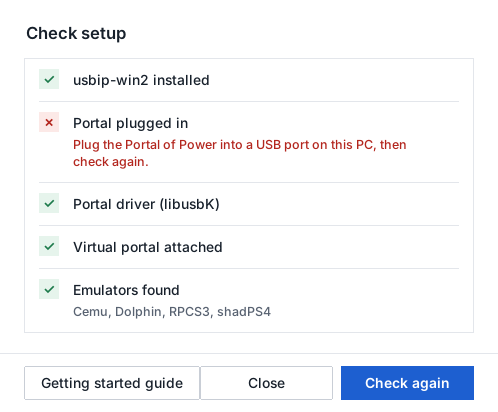 Check setup
usbip-win2 installed
Portal plugged in
Plug the Portal of Power into a USB port on this PC, then
check again.
Portal driver (libusbK)
Virtual portal attached
Emulators found
Cemu, Dolphin, RPCS3, shadPS4
Getting started guide
Close
Check again